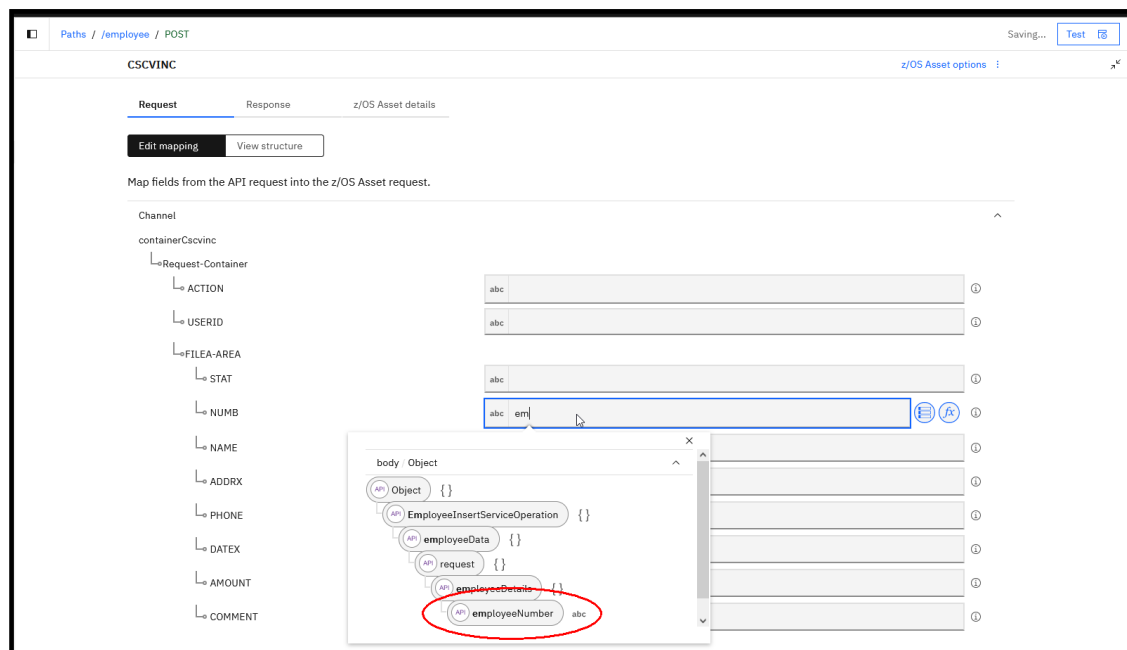 Paths / /employee / POST
Saving...
Test
CSCVINC
z/OS Asset options
Request
Response
z/OS Asset details
Edit mapping
View structure
Map fields from the API request into the z/OS Asset request.
Channel
containerCscvinc
Request-Container
ACTION
abc
USERID
abc
FILEA-AREA
STAT
abc
NUMB
abc em
fx
NAME
body / Object
ADDRX
API Object { }
PHONE
API EmployeeInsertServiceOperation { }
API employeeData { }
DATEX
API request { }
AMOUNT
API employeeDetails { }
COMMENT
API employeeNumber abc